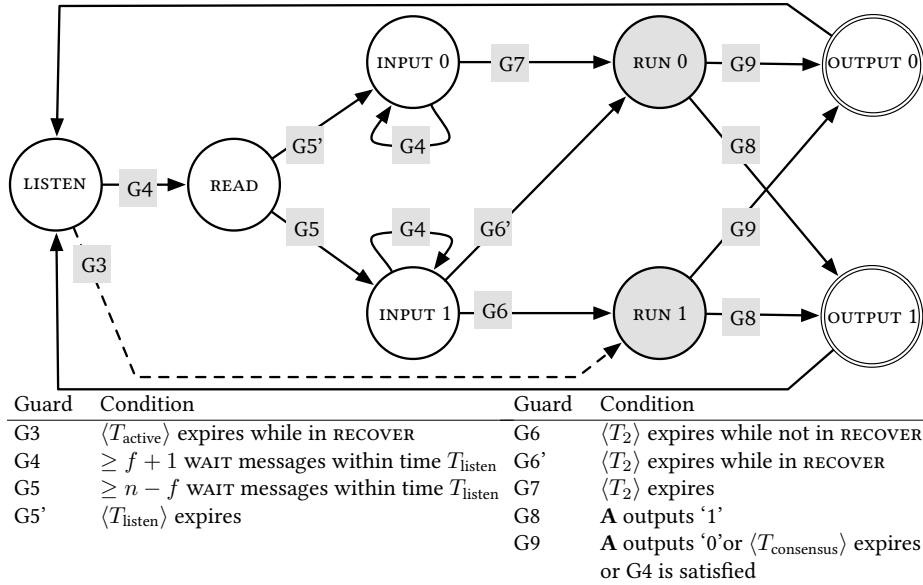 INPUT 0
G7
RUN 0
G9
OUTPUT 0
G5'
G4
G8
LISTEN
G4
READ
G3
G5
G4
G6'
G9
INPUT 1
G6
RUN 1
G8
OUTPUT 1
Guard Condition
G3 ⟨T_active⟩ expires while in RECOVER
G4 ≥ f + 1 WAIT messages within time T_listen
G5 ≥ n − f WAIT messages within time T_listen
G5' ⟨T_listen⟩ expires
Guard Condition
G6 ⟨T_2⟩ expires while not in RECOVER
G6' ⟨T_2⟩ expires while in RECOVER
G7 ⟨T_2⟩ expires
G8 A outputs ‘1’
G9 A outputs ‘0’or ⟨T_consensus⟩ expires
or G4 is satisfied